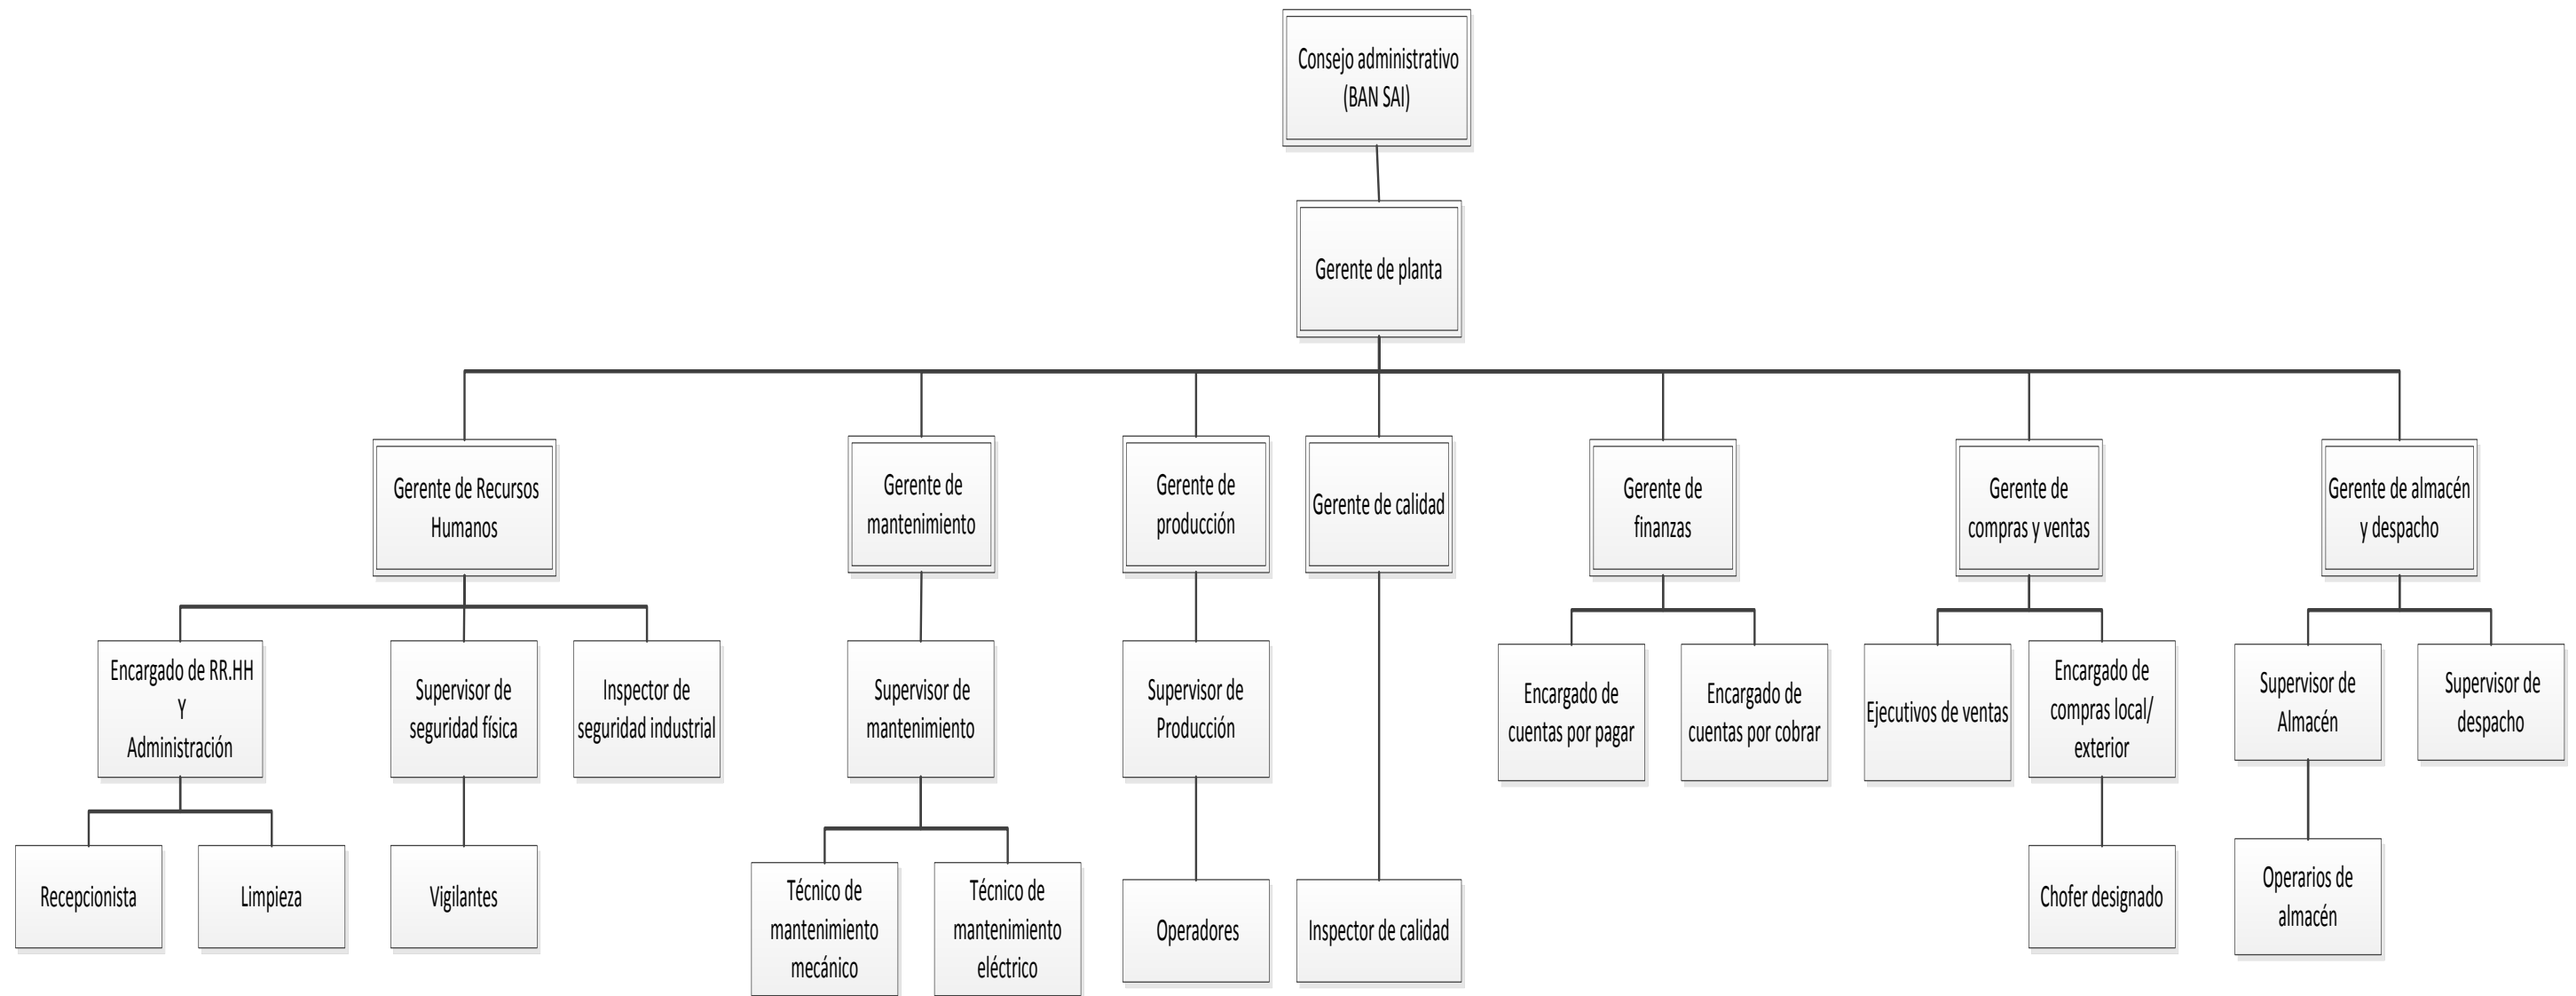 Consejo administrativo
(BAN SAI)
Gerente de planta
Gerente de Recursos
Humanos
Gerente de
mantenimiento
Gerente de
producción
Gerente de calidad
Gerente de
finanzas
Gerente de
compras y ventas
Gerente de almacén
y despacho
Encargado de RR.HH
Y
Administración
Supervisor de
seguridad física
Inspector de
seguridad industrial
Supervisor de
mantenimiento
Supervisor de
Producción
Encargado de
cuentas por pagar
Encargado de
cuentas por cobrar
Ejecutivos de ventas
Encargado de
compras local/
exterior
Supervisor de
Almacén
Supervisor de
despacho
Recepcionista
Limpieza
Vigilantes
Técnico de
mantenimiento
mecánico
Técnico de
mantenimiento
eléctrico
Operadores
Inspector de calidad
Chofer designado
Operarios de
almacén